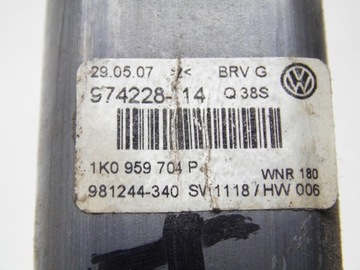 29.05.07 BRV G
974228-14 Q 38S
1K0 959 704 P
WNR 180
981244-340 SW 1118 / HW 006